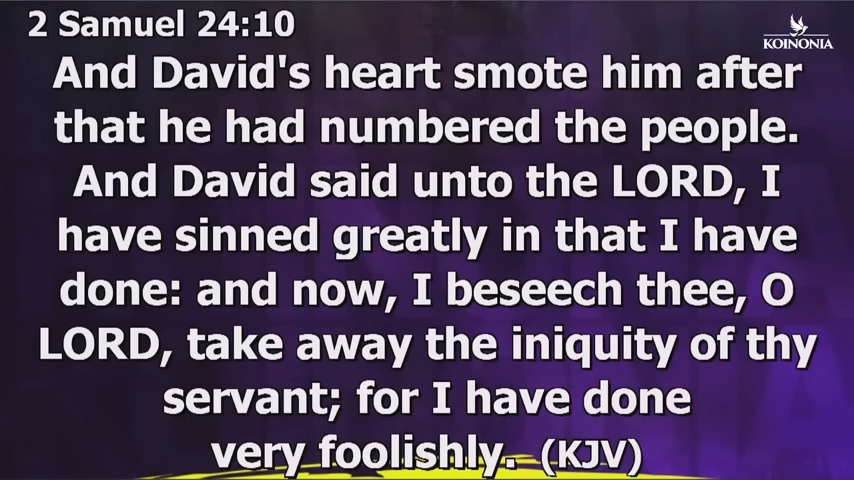 2 Samuel 24:10
KOINONIA
And David's heart smote him after
that he had numbered the people.
And David said unto the LORD, I
have sinned greatly in that I have
done: and now, I beseech thee, O
LORD, take away the iniquity of thy
servant; for I have done
very foolishly. (KJV)